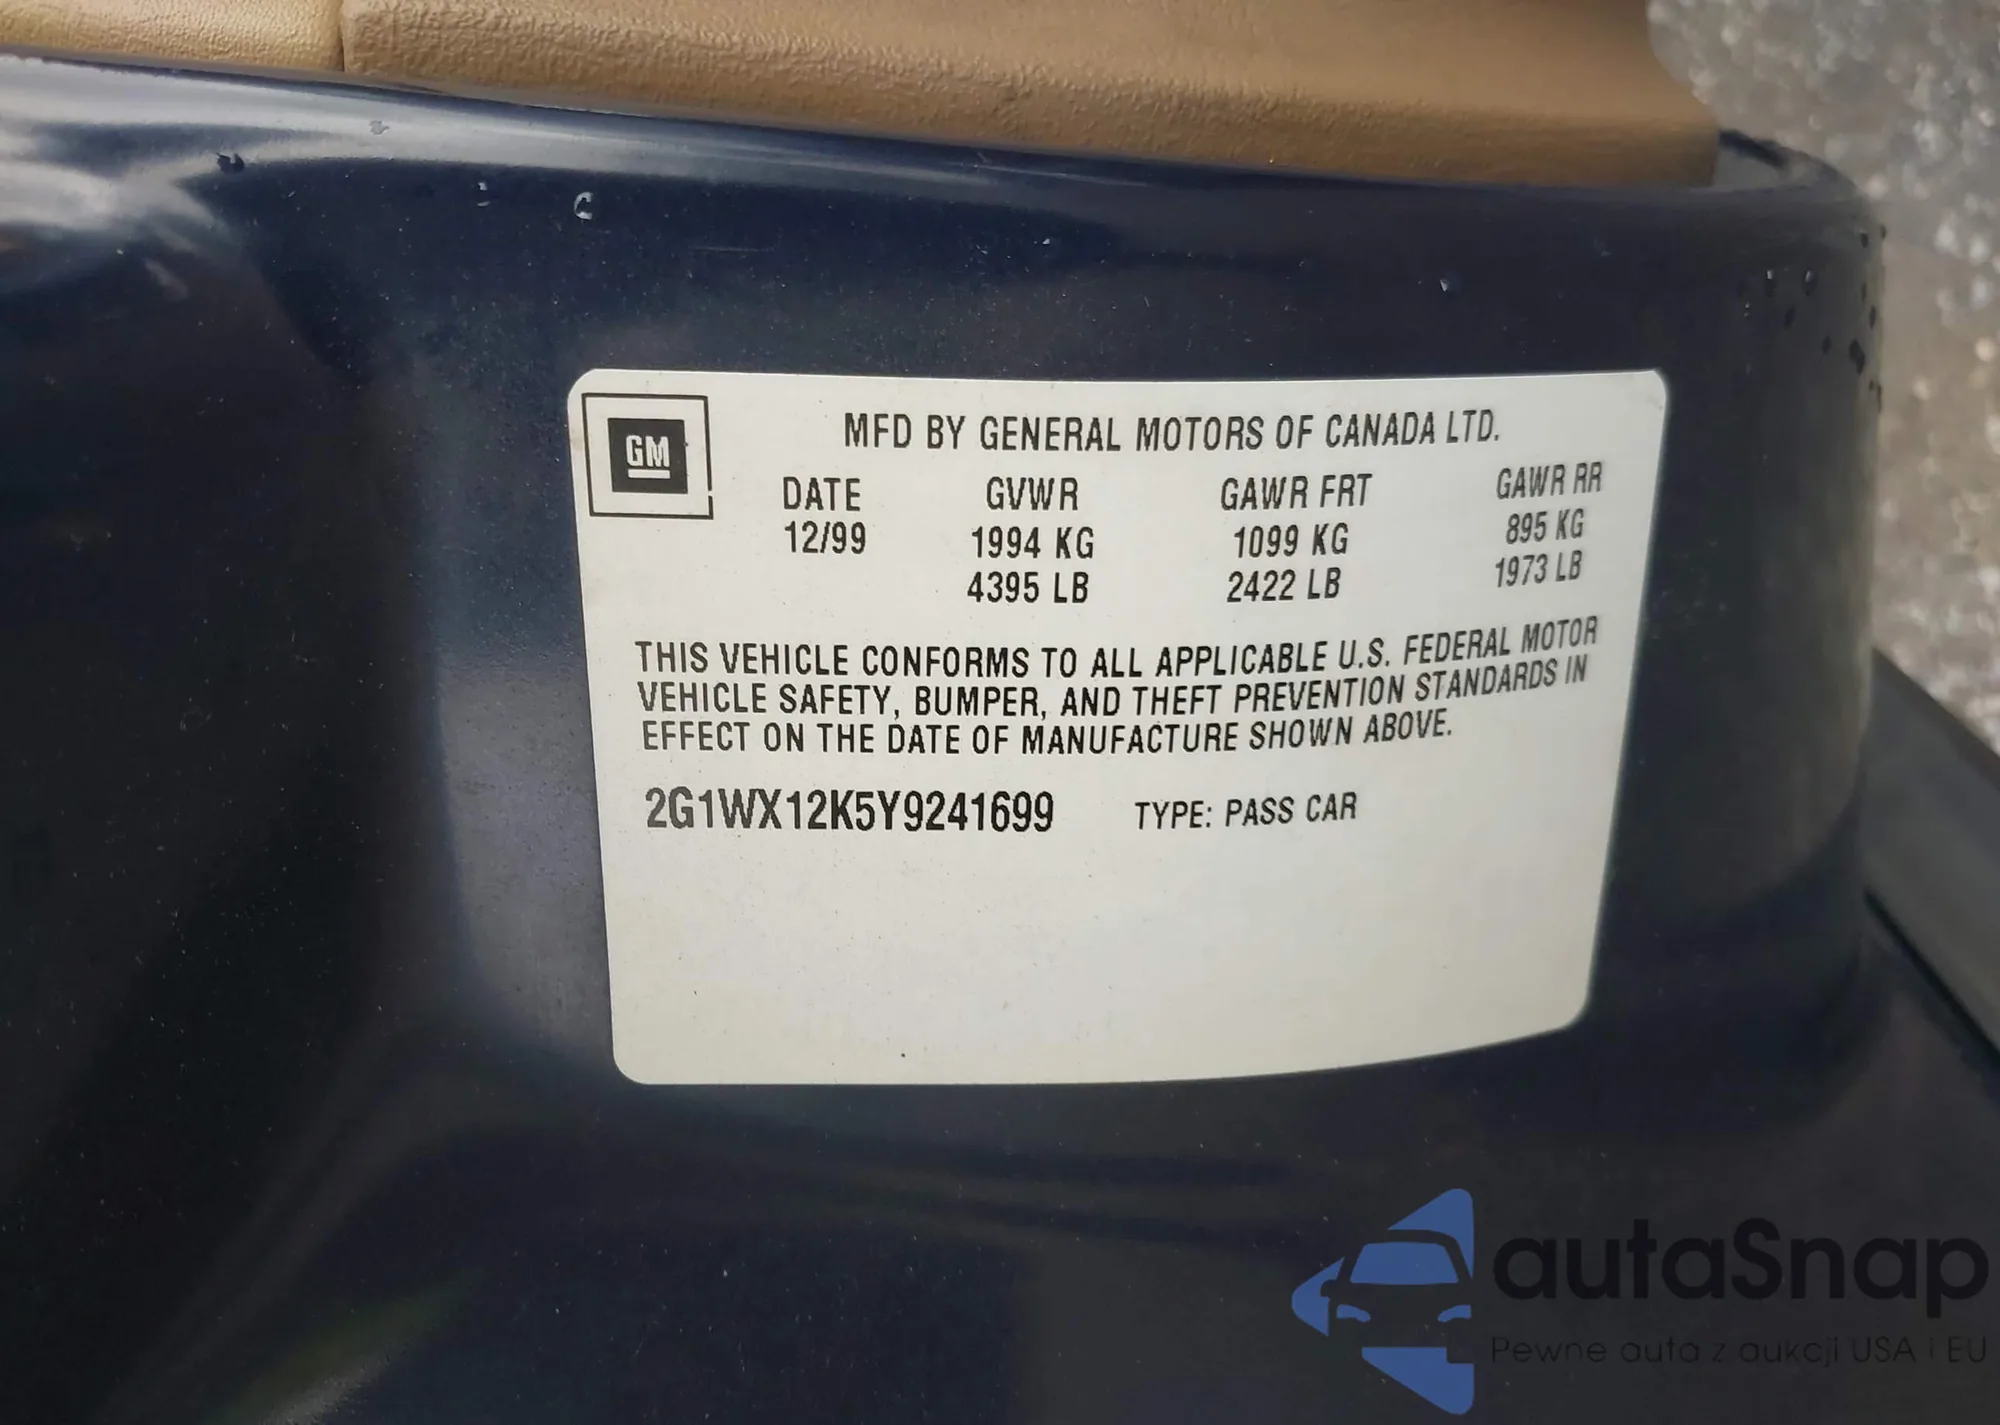 GM
MFD BY GENERAL MOTORS OF CANADA LTD.
DATE GVWR GAWR FRT GAWR RR
12/99 1994 KG 1099 KG 895 KG
4395 LB 2422 LB 1973 LB
THIS VEHICLE CONFORMS TO ALL APPLICABLE U.S. FEDERAL MOTOR
VEHICLE SAFETY, BUMPER, AND THEFT PREVENTION STANDARDS IN
EFFECT ON THE DATE OF MANUFACTURE SHOWN ABOVE.
2G1WX12K5Y9241699 TYPE: PASS CAR
autaSnap
Pewne auta z aukcji USA i EU